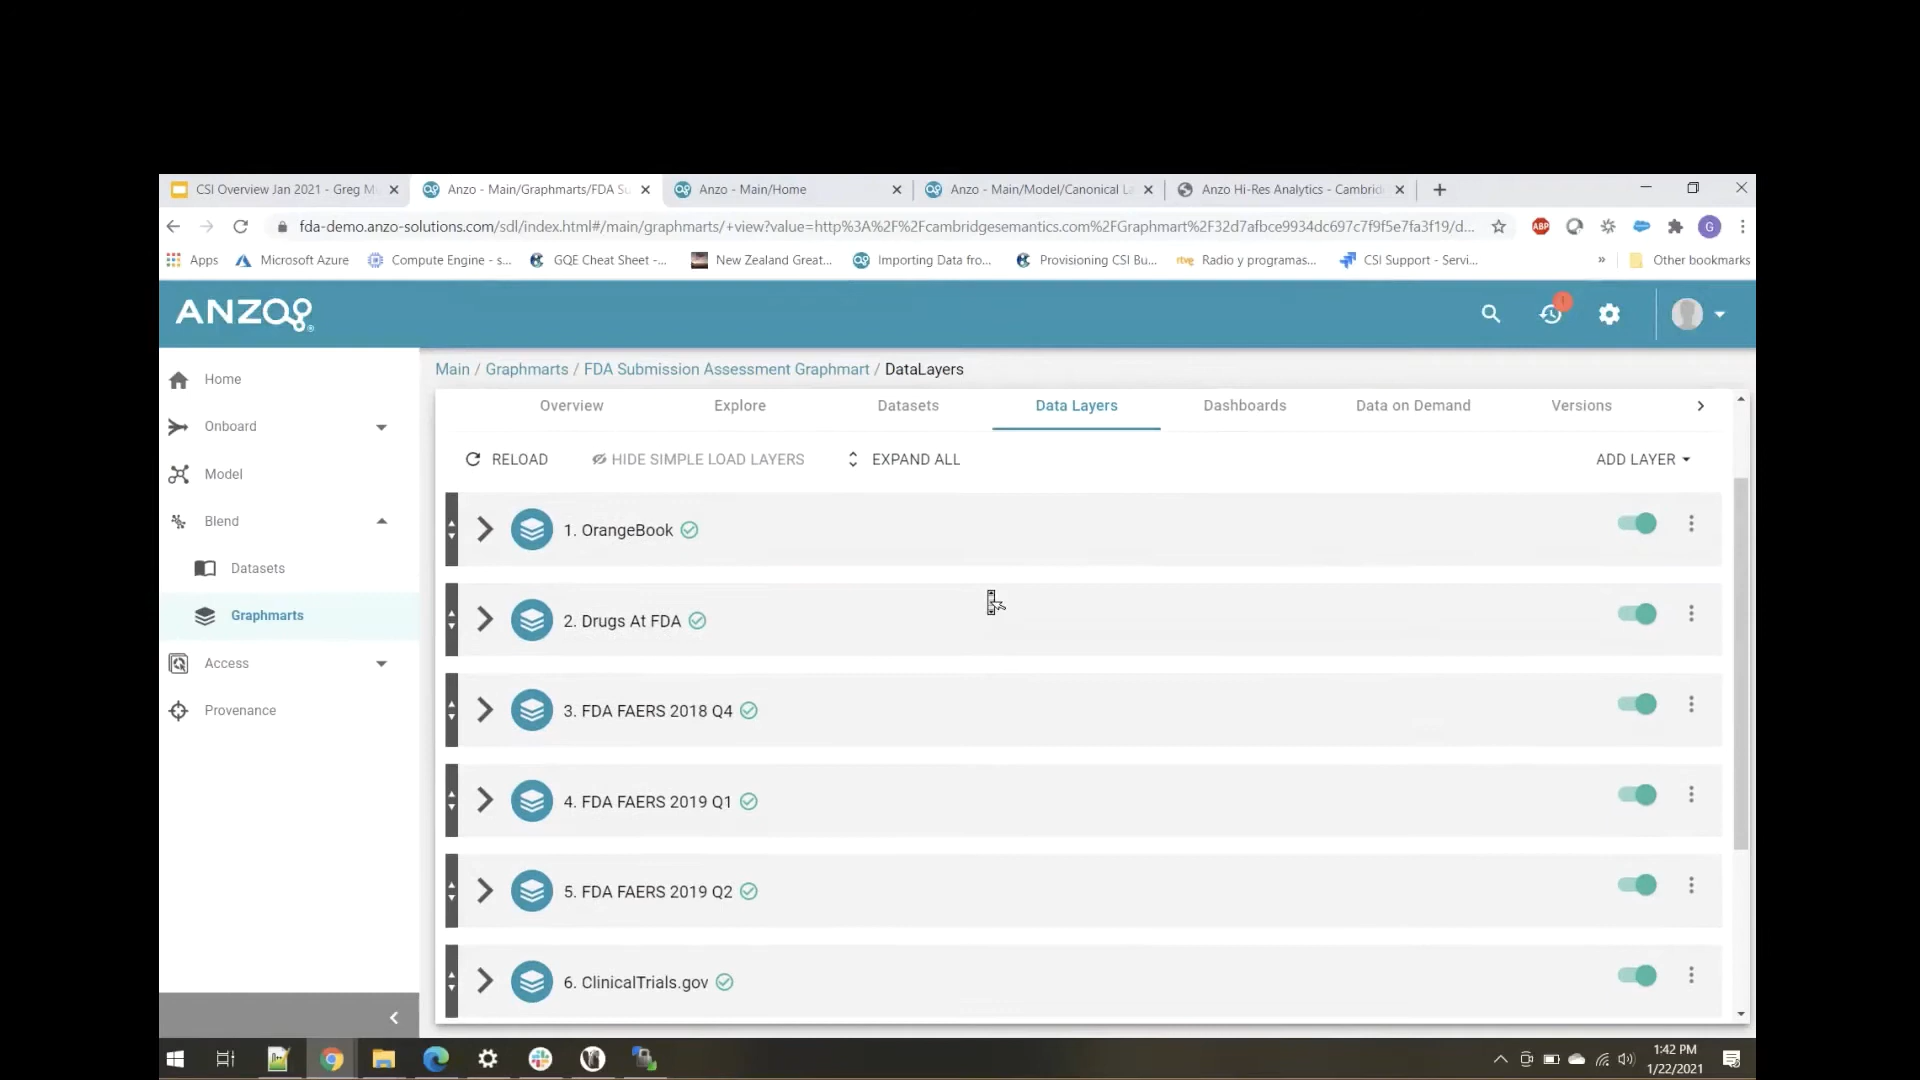 CSI Overview Jan 2021 - Greg M
Anzo - Main/Graphmarts/FDA Su
Anzo - Main/Home
Anzo - Main/Model/Canonical La
Anzo Hi-Res Analytics - Cambrid
fda-demo.anzo-solutions.com/sdl/index.html#/main/graphmarts/+view?value=http%3A%2F%2Fcambridgesemantics.com%2FGraphmart%2F32d7afbce9934dc697c7f9f5e7fa3f19/d...
ABP
G
Apps
Microsoft Azure
Compute Engine - s...
GQE Cheat Sheet -...
New Zealand Great...
Importing Data fro...
Provisioning CSI Bu...
rtve
Radio y programas...
CSI Support - Servi...
»
Other bookmarks
ANZO
Home
Onboard
Model
Blend
Datasets
Graphmarts
Access
Provenance
Main / Graphmarts / FDA Submission Assessment Graphmart / DataLayers
Overview
Explore
Datasets
Data Layers
Dashboards
Data on Demand
Versions
RELOAD
HIDE SIMPLE LOAD LAYERS
EXPAND ALL
ADD LAYER
1. OrangeBook
2. Drugs At FDA
3. FDA FAERS 2018 Q4
4. FDA FAERS 2019 Q1
5. FDA FAERS 2019 Q2
6. ClinicalTrials.gov
1:42 PM
1/22/2021